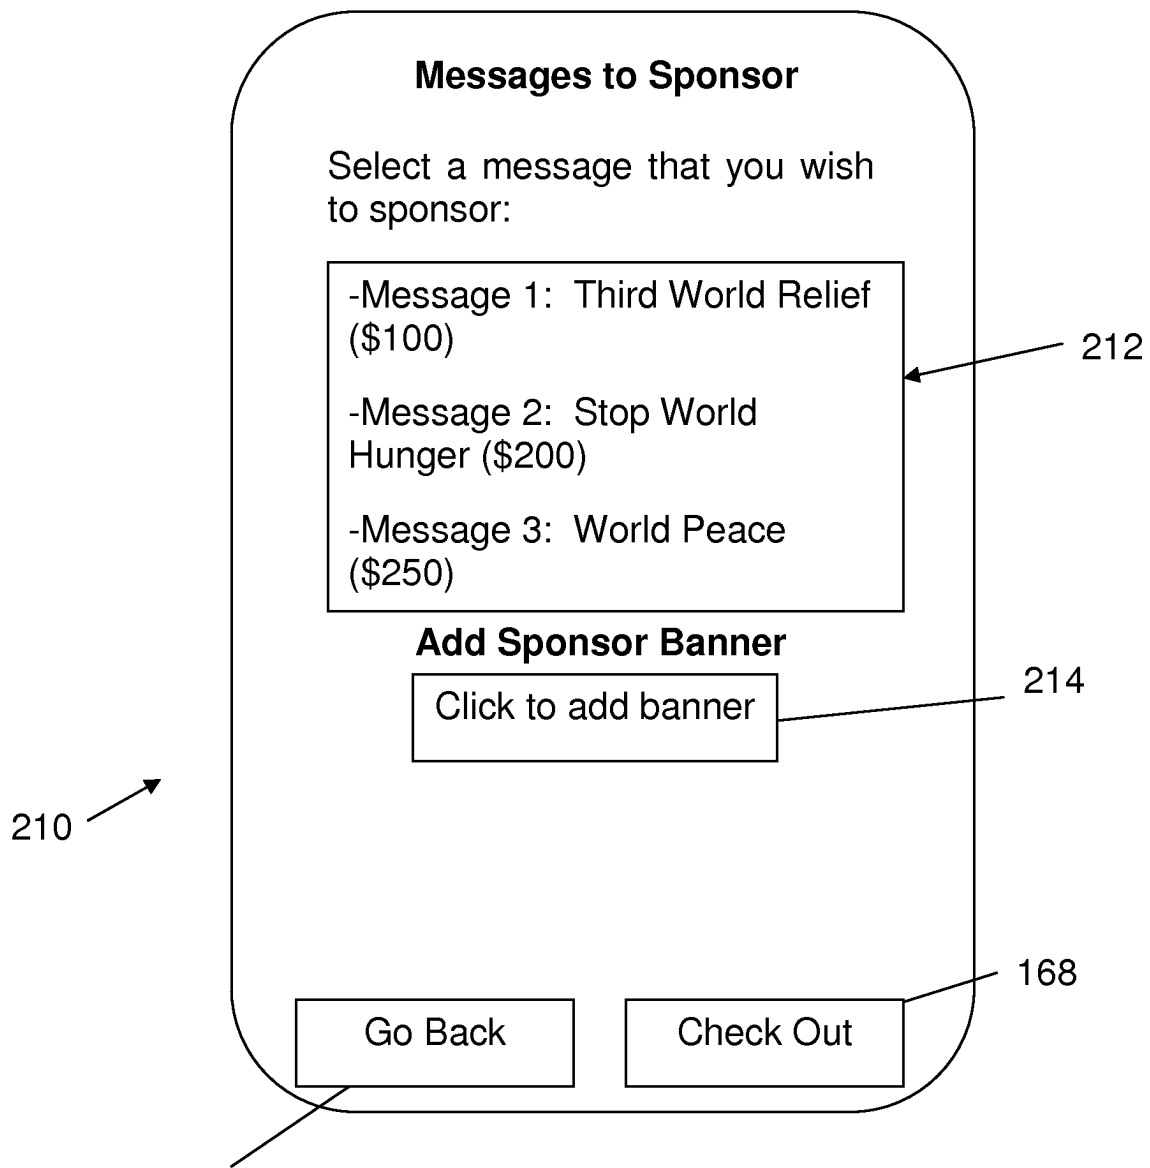 Messages to Sponsor
Select a message that you wish
to sponsor:
-Message 1:  Third World Relief
($100)
212
-Message 2:  Stop World
Hunger ($200)
-Message 3:  World Peace
($250)
Add Sponsor Banner
214
Click to add banner
210
168
Go Back
Check Out